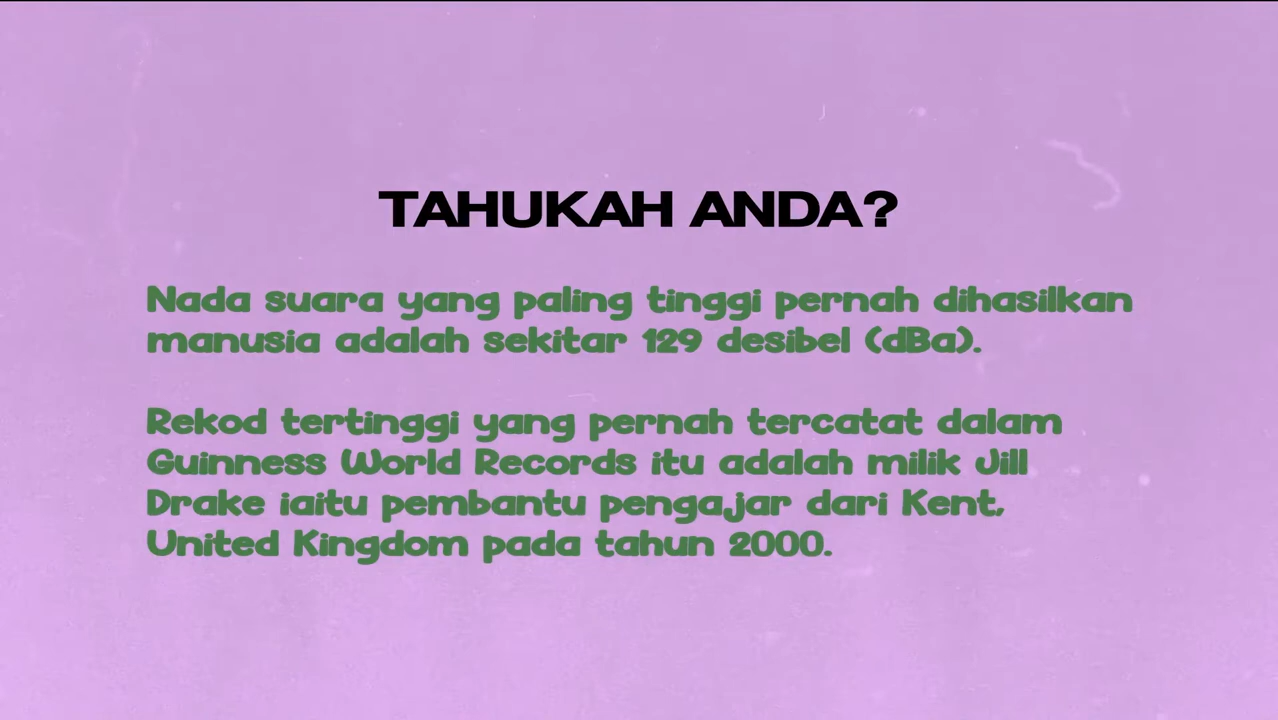 TAHUKAH ANDA?
Nada suara yang paling tinggi pernah dihasilkan
manusia adalah sekitar 129 desibel (dBa).
Rekod tertinggi yang pernah tercatat dalam
Guinness World Records itu adalah milik Jill
Drake iaitu pembantu pengajar dari Kent,
United Kingdom pada tahun 2000.